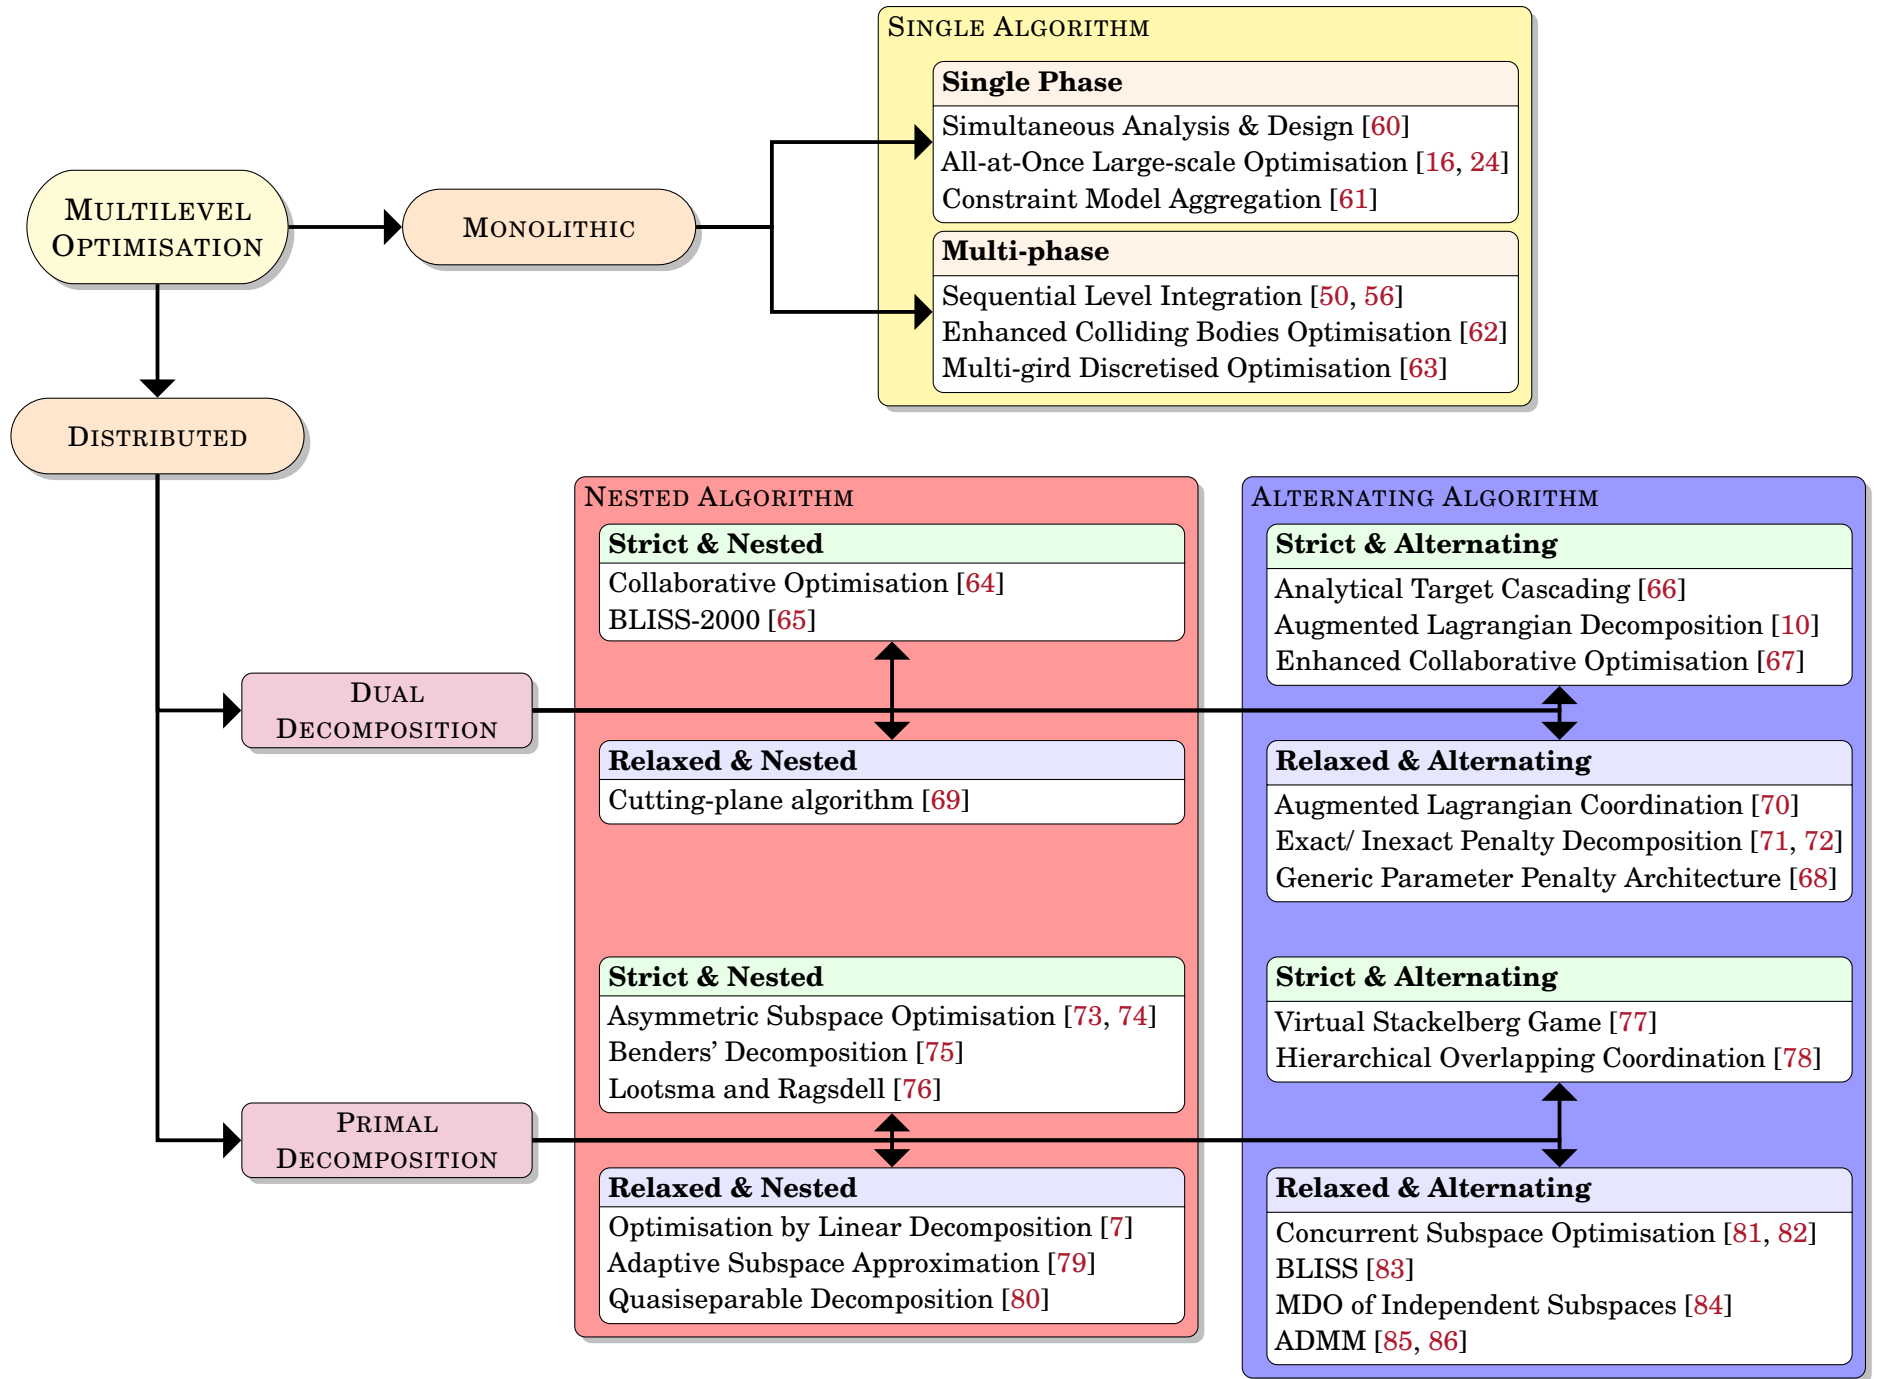 SINGLE ALGORITHM
Single Phase
Simultaneous Analysis & Design [60]
All-at-Once Large-scale Optimisation [16, 24]
Constraint Model Aggregation [61]
Multi-phase
Sequential Level Integration [50, 56]
Enhanced Colliding Bodies Optimisation [62]
Multi-gird Discretised Optimisation [63]
MULTILEVEL
OPTIMISATION
MONOLITHIC
DISTRIBUTED
NESTED ALGORITHM
Strict & Nested
Collaborative Optimisation [64]
BLISS-2000 [65]
ALTERNATING ALGORITHM
Strict & Alternating
Analytical Target Cascading [66]
Augmented Lagrangian Decomposition [10]
Enhanced Collaborative Optimisation [67]
DUAL
DECOMPOSITION
Relaxed & Nested
Cutting-plane algorithm [69]
Relaxed & Alternating
Augmented Lagrangian Coordination [70]
Exact/ Inexact Penalty Decomposition [71, 72]
Generic Parameter Penalty Architecture [68]
Strict & Nested
Asymmetric Subspace Optimisation [73, 74]
Benders’ Decomposition [75]
Lootsma and Ragsdell [76]
Strict & Alternating
Virtual Stackelberg Game [77]
Hierarchical Overlapping Coordination [78]
PRIMAL
DECOMPOSITION
Relaxed & Nested
Optimisation by Linear Decomposition [7]
Adaptive Subspace Approximation [79]
Quasiseparable Decomposition [80]
Relaxed & Alternating
Concurrent Subspace Optimisation [81, 82]
BLISS [83]
MDO of Independent Subspaces [84]
ADMM [85, 86]